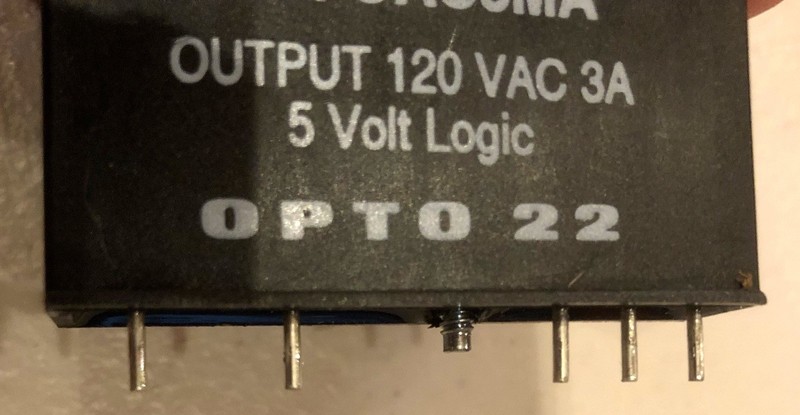 OUTPUT 120 VAC 3A
5 Volt Logic
OPTO 22